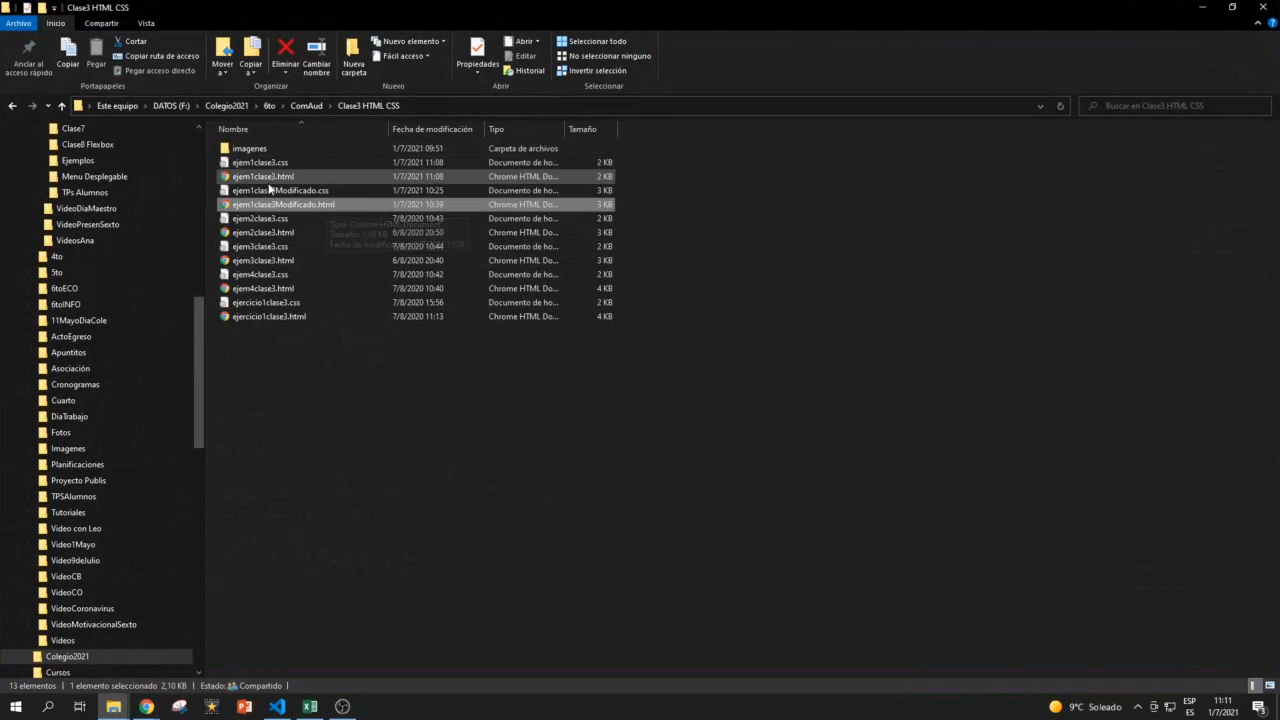 Clase3 HTML CSS
Archivo Inicio Compartir Vista
Anclar al acceso rápido
Copiar
Pegar
Cortar
Copiar ruta de acceso
Pegar acceso directo
Portapapeles
Mover a
Copiar a
Eliminar
Cambiar nombre
Organizar
Nueva carpeta
Nuevo elemento
Fácil acceso
Nuevo
Propiedades
Abrir
Editar
Historial
Abrir
Seleccionar todo
No seleccionar ninguno
Invertir selección
Seleccionar
Este equipo DATOS (F:) Colegio2021 6to ComAud Clase3 HTML CSS
Buscar en Clase3 HTML CSS
Clase7
Clase8 Flexbox
Ejemplos
Menu Desplegable
TPs Alumnos
VideoDiaMaestro
VideoPresenSexto
VideosAna
4to
5to
6toECO
6toINFO
11MayoDiaCole
ActoEgreso
Apuntitos
Asociación
Cronogramas
Cuarto
DiaTrabajo
Fotos
Imagenes
Planificaciones
Proyecto Publis
TPSAlumnos
Tutoriales
Video con Leo
Video1Mayo
Video9deJulio
VideoCB
VideoCO
VideoCoronavirus
VideoMotivacionalSexto
Videos
Colegio2021
Cursos
Nombre Fecha de modificación Tipo Tamaño
imagenes 1/7/2021 09:51 Carpeta de archivos
ejem1clase3.css 1/7/2021 11:08 Documento de ho... 2 KB
ejem1clase3.html 1/7/2021 11:08 Chrome HTML Do... 2 KB
ejem1clase3Modificado.css 1/7/2021 10:25 Documento de ho... 3 KB
ejem1clase3Modificado.html 1/7/2021 10:39 Chrome HTML Do... 3 KB
ejem2clase3.css 7/8/2020 10:43 Documento de ho... 2 KB
ejem2clase3.html 6/8/2020 20:50 Chrome HTML Do... 2 KB
ejem3clase3.css 7/8/2020 10:44 Documento de ho... 2 KB
ejem3clase3.html 6/8/2020 20:40 Chrome HTML Do... 2 KB
ejem4clase3.css 7/8/2020 10:42 Documento de ho... 2 KB
ejem4clase3.html 7/8/2020 10:40 Chrome HTML Do... 4 KB
ejercicio1clase3.css 7/8/2020 15:56 Documento de ho... 2 KB
ejercicio1clase3.html 7/8/2020 11:13 Chrome HTML Do... 4 KB
Tipo: Chrome HTML Document
Fecha de modificación
13 elementos 1 elemento seleccionado 2,10 KB Estado: Compartido
9°C Soleado
ESP
ES
11:11
1/7/2021
3